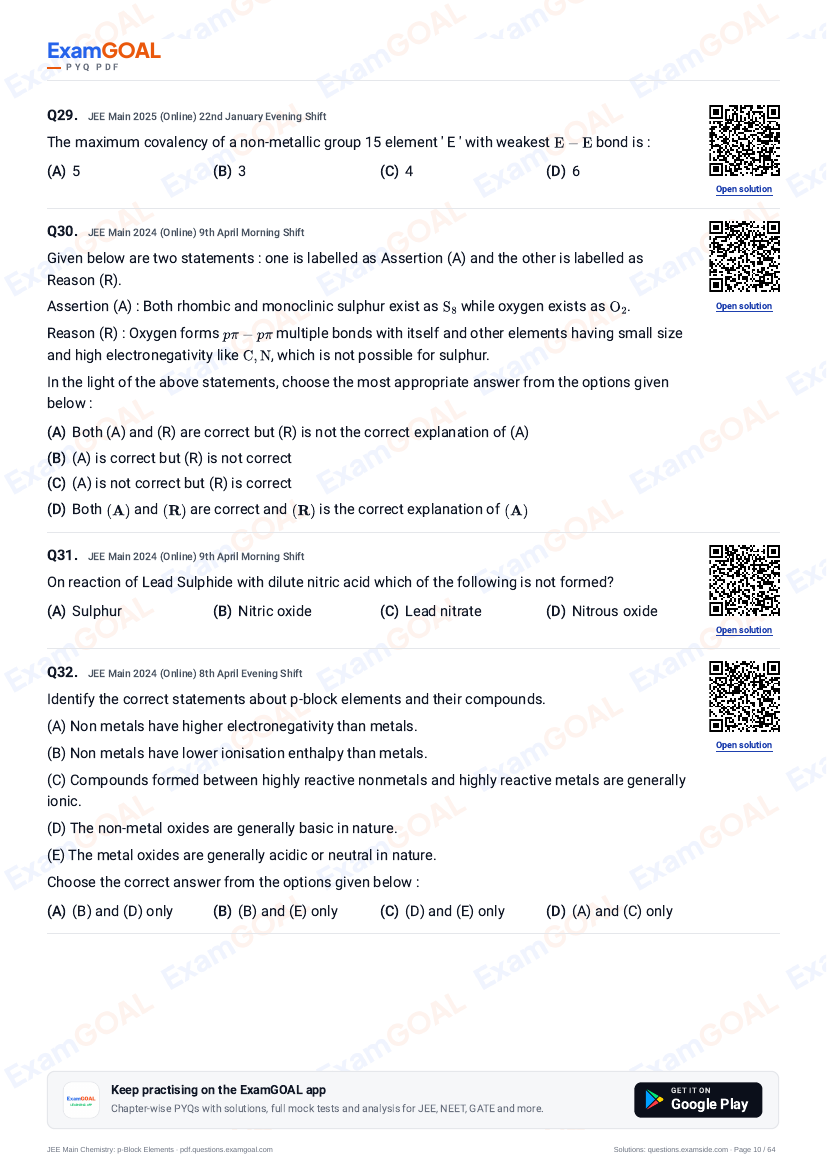 ExamGOAL
PYQ PDF
Q29. JEE Main 2025 (Online) 22nd January Evening Shift
The maximum covalency of a non-metallic group 15 element ' E ' with weakest E − E bond is :
(A) 5 (B) 3 (C) 4 (D) 6
Open solution
Q30. JEE Main 2024 (Online) 9th April Morning Shift
Given below are two statements : one is labelled as Assertion (A) and the other is labelled as
Reason (R).
Assertion (A) : Both rhombic and monoclinic sulphur exist as S₈ while oxygen exists as O₂.
Reason (R) : Oxygen forms pπ − pπ multiple bonds with itself and other elements having small size
and high electronegativity like C, N, which is not possible for sulphur.
In the light of the above statements, choose the most appropriate answer from the options given
below :
(A) Both (A) and (R) are correct but (R) is not the correct explanation of (A)
(B) (A) is correct but (R) is not correct
(C) (A) is not correct but (R) is correct
(D) Both (A) and (R) are correct and (R) is the correct explanation of (A)
Open solution
Q31. JEE Main 2024 (Online) 9th April Morning Shift
On reaction of Lead Sulphide with dilute nitric acid which of the following is not formed?
(A) Sulphur (B) Nitric oxide (C) Lead nitrate (D) Nitrous oxide
Open solution
Q32. JEE Main 2024 (Online) 8th April Evening Shift
Identify the correct statements about p-block elements and their compounds.
(A) Non metals have higher electronegativity than metals.
(B) Non metals have lower ionisation enthalpy than metals.
(C) Compounds formed between highly reactive nonmetals and highly reactive metals are generally
ionic.
(D) The non-metal oxides are generally basic in nature.
(E) The metal oxides are generally acidic or neutral in nature.
Choose the correct answer from the options given below :
(A) (B) and (D) only (B) (B) and (E) only (C) (D) and (E) only (D) (A) and (C) only
Open solution
ExamGOAL
Keep practising on the ExamGOAL app
Chapter-wise PYQs with solutions, full mock tests and analysis for JEE, NEET, GATE and more.
GET IT ON
Google Play
JEE Main Chemistry: p-Block Elements · pdf.questions.examgoal.com
Solutions: questions.examside.com · Page 10 / 64